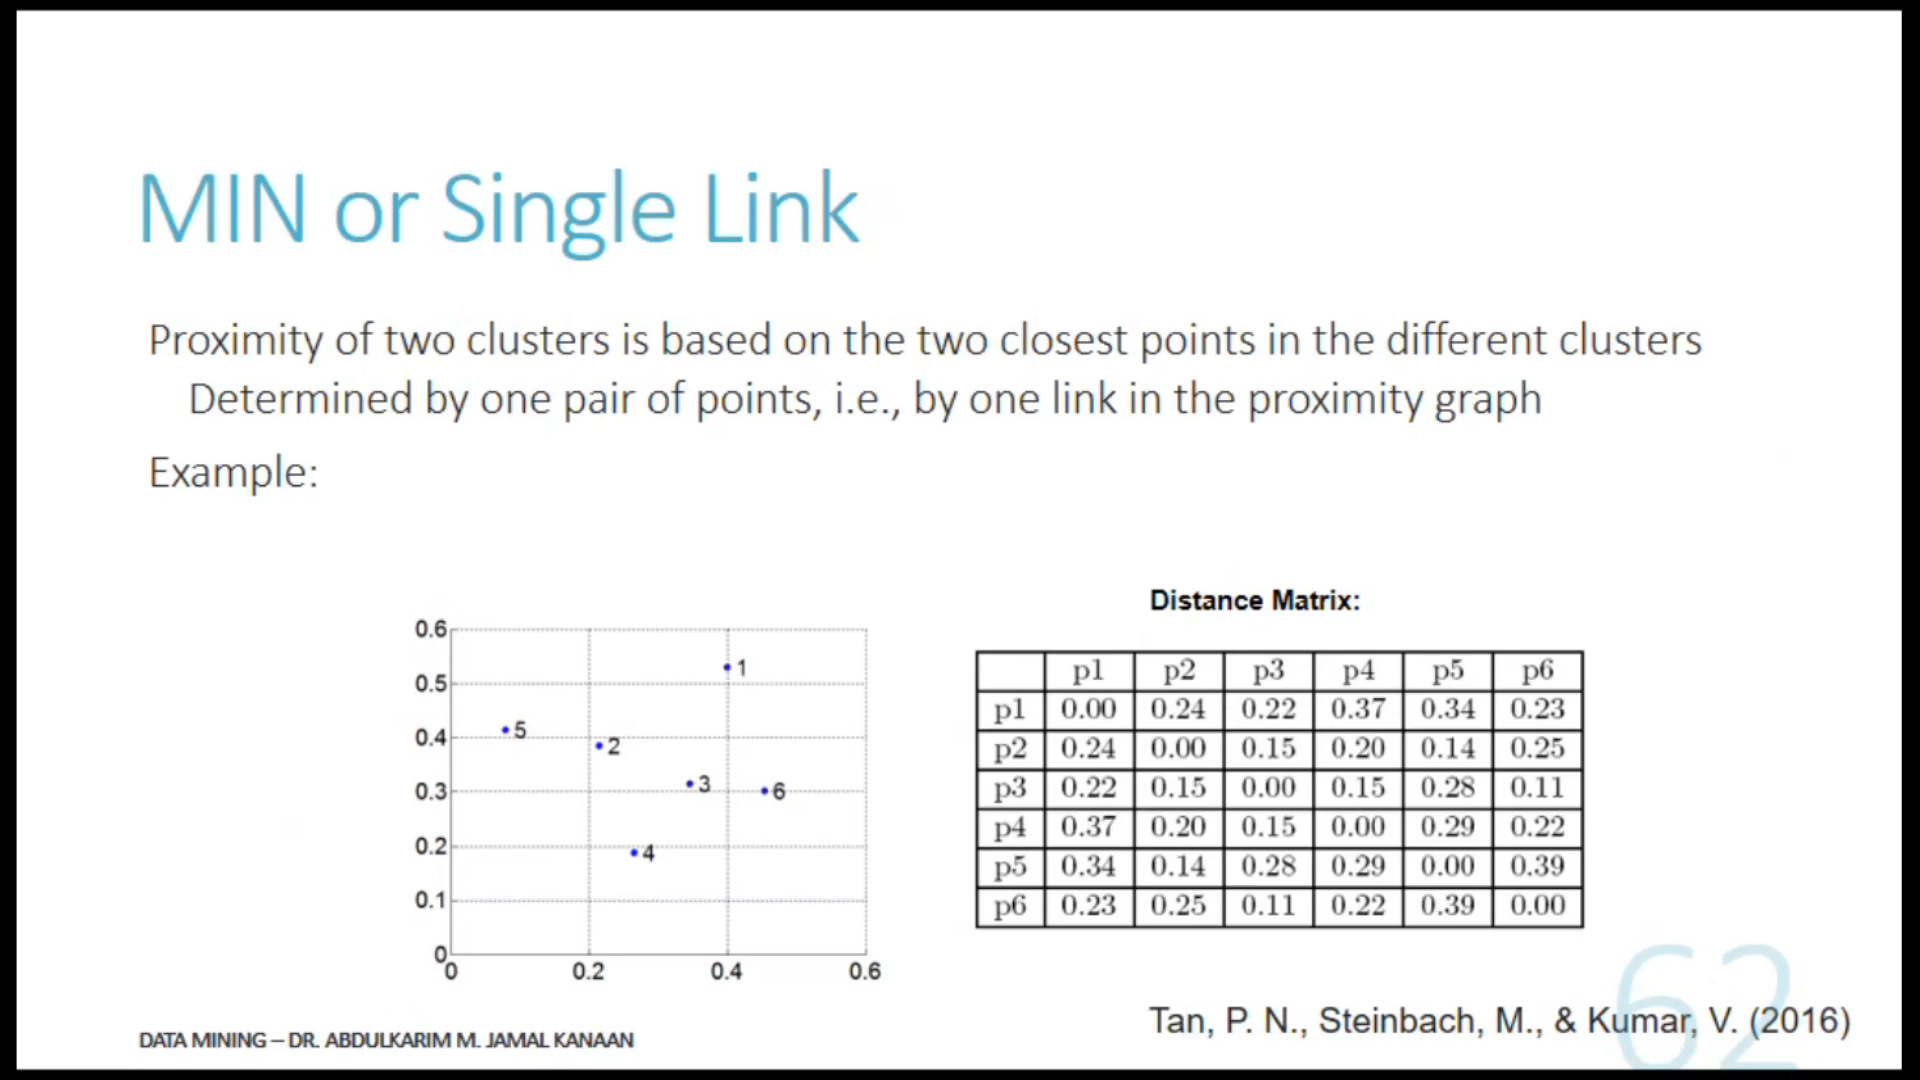 MIN or Single Link
Proximity of two clusters is based on the two closest points in the different clusters
Determined by one pair of points, i.e., by one link in the proximity graph
Example:
0.6
0.5
0.4
0.3
0.2
0.1
0
0 0.2 0.4 0.6
1
5
2
3
6
4
Distance Matrix:
p1 p2 p3 p4 p5 p6
p1 0.00 0.24 0.22 0.37 0.34 0.23
p2 0.24 0.00 0.15 0.20 0.14 0.25
p3 0.22 0.15 0.00 0.15 0.28 0.11
p4 0.37 0.20 0.15 0.00 0.29 0.22
p5 0.34 0.14 0.28 0.29 0.00 0.39
p6 0.23 0.25 0.11 0.22 0.39 0.00
62
Tan, P. N., Steinbach, M., & Kumar, V. (2016)
DATA MINING – DR. ABDULKARIM M. JAMAL KANAAN